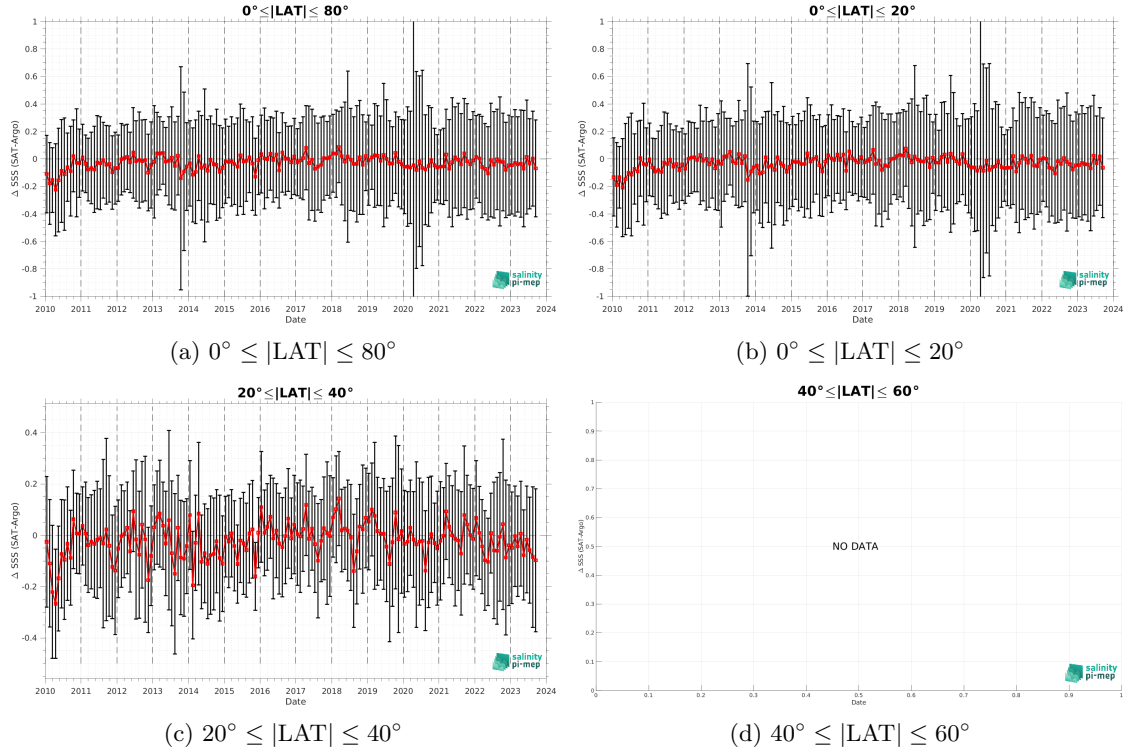 0°≤|LAT|≤ 80°
1
0.8
0.6
0.4
0.2
0
-0.2
-0.4
-0.6
-0.8
-1
Δ SSS (SAT-Argo)
2010 2011 2012 2013 2014 2015 2016 2017 2018 2019 2020 2021 2022 2023 2024
Date
salinity
pi-mep
(a) 0° ≤ |LAT| ≤ 80°
0°≤|LAT|≤ 20°
1
0.8
0.6
0.4
0.2
0
-0.2
-0.4
-0.6
-0.8
-1
Δ SSS (SAT-Argo)
2010 2011 2012 2013 2014 2015 2016 2017 2018 2019 2020 2021 2022 2023 2024
Date
salinity
pi-mep
(b) 0° ≤ |LAT| ≤ 20°
20°≤|LAT|≤ 40°
0.4
0.2
0
-0.2
-0.4
Δ SSS (SAT-Argo)
2010 2011 2012 2013 2014 2015 2016 2017 2018 2019 2020 2021 2022 2023 2024
Date
salinity
pi-mep
(c) 20° ≤ |LAT| ≤ 40°
40°≤|LAT|≤ 60°
1
0.9
0.8
0.7
0.6
0.5
0.4
0.3
0.2
0.1
0
Δ SSS (SAT-Argo)
NO DATA
0 0.1 0.2 0.3 0.4 0.5 0.6 0.7 0.8 0.9 1
Date
salinity
pi-mep
(d) 40° ≤ |LAT| ≤ 60°